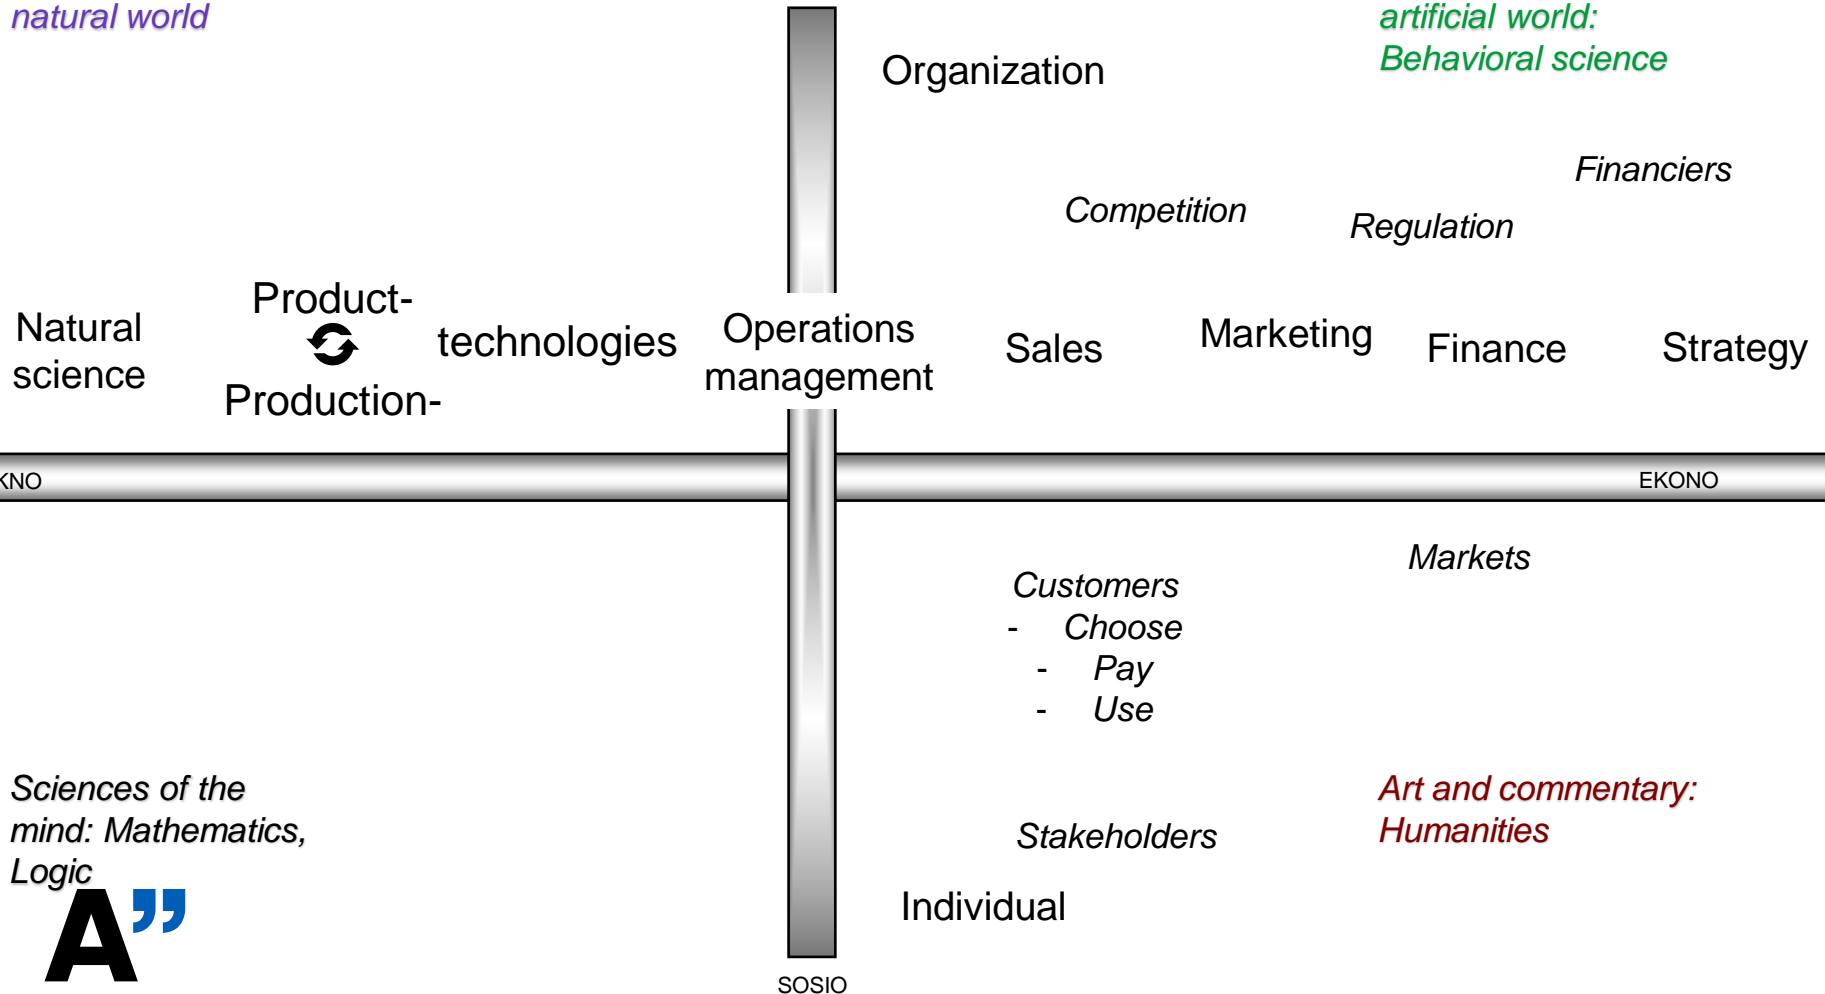 natural world
artificial world:
Behavioral science
Organization
Financiers
Competition
Regulation
Natural
science
Product-
Production-
technologies
Operations
management
Sales
Marketing
Finance
Strategy
KNO
EKONO
Markets
Customers
- Choose
- Pay
- Use
Sciences of the
mind: Mathematics,
Logic
Art and commentary:
Humanities
Stakeholders
Individual
A”
SOSIO